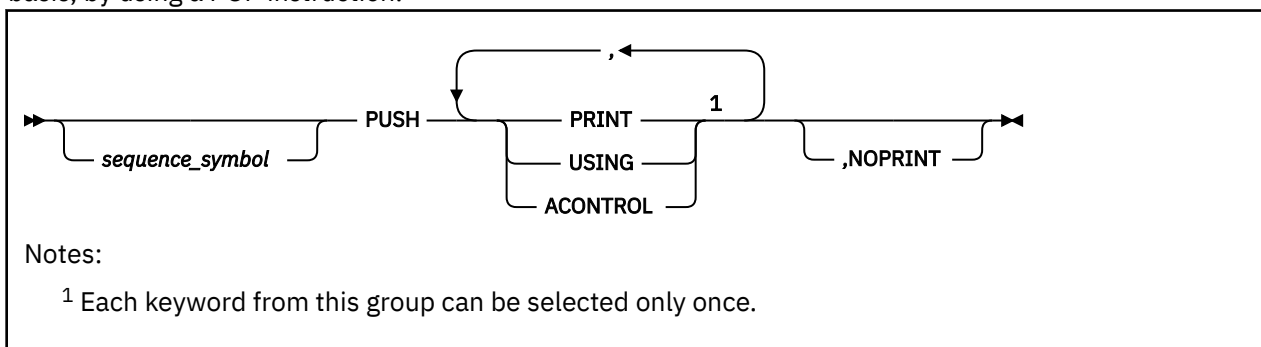 basis, by using a POP instruction.
,
PUSH PRINT 1
sequence_symbol USING ,NOPRINT
ACONTROL
Notes:
1 Each keyword from this group can be selected only once.